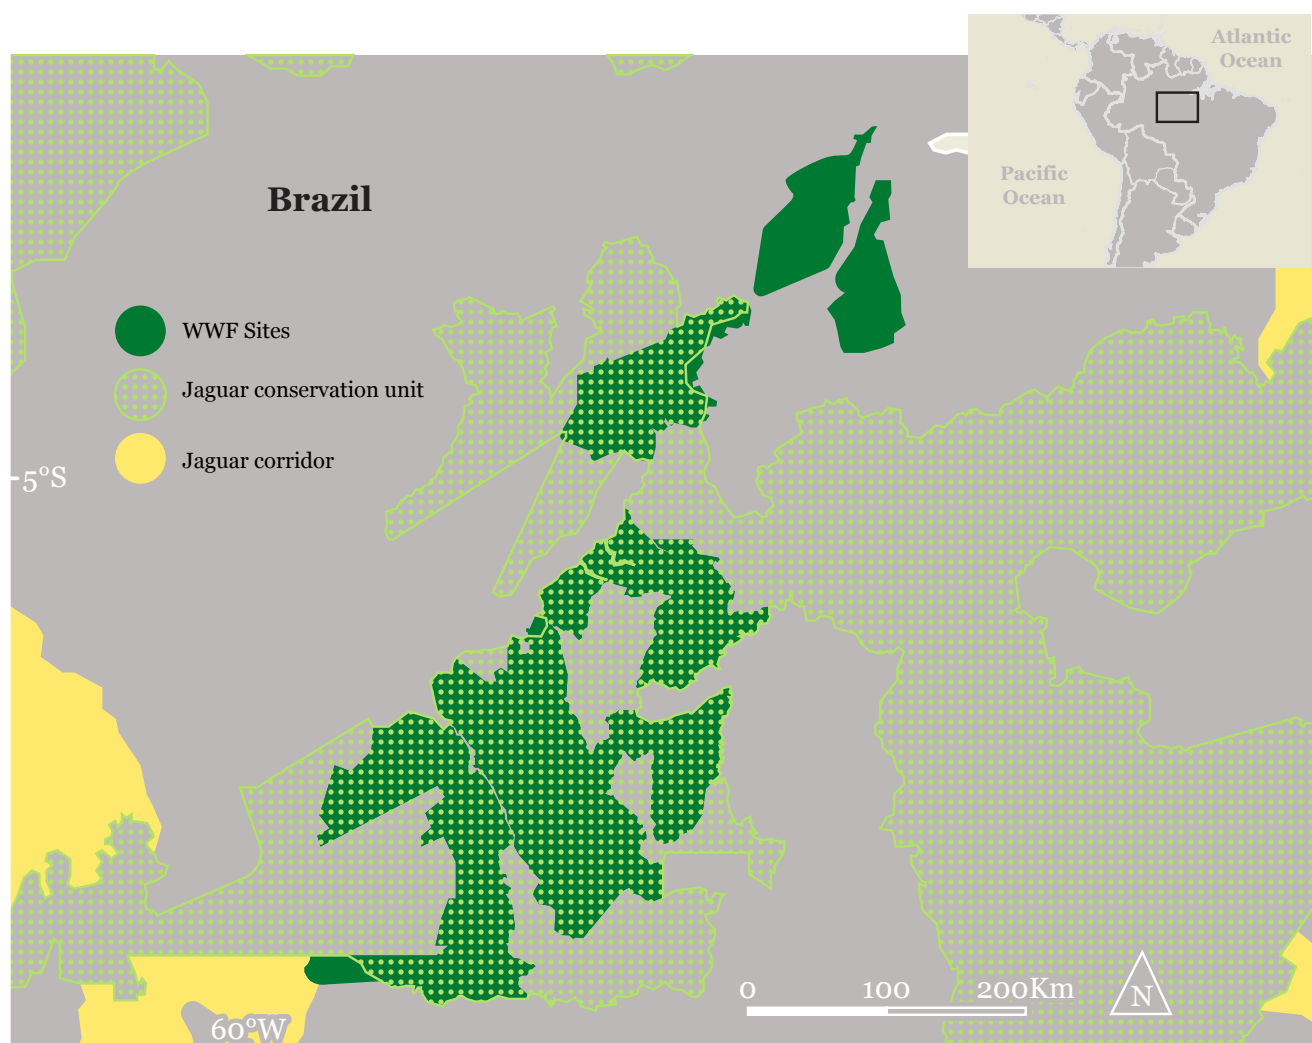 Atlantic
Ocean
Pacific
Ocean
Brazil
WWF Sites
Jaguar conservation unit
Jaguar corridor
5°S
60°W
0 100 200Km
N